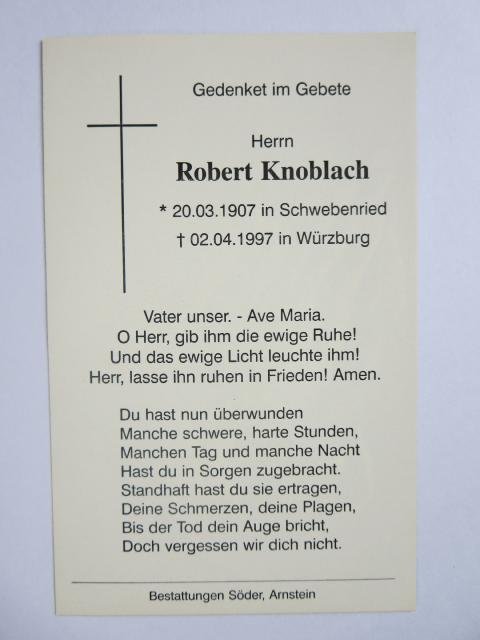 Gedenket im Gebete
Herrn
Robert Knoblach
* 20.03.1907 in Schwebenried
† 02.04.1997 in Würzburg
Vater unser. - Ave Maria.
O Herr, gib ihm die ewige Ruhe!
Und das ewige Licht leuchte ihm!
Herr, lasse ihn ruhen in Frieden! Amen.
Du hast nun überwunden
Manche schwere, harte Stunden,
Manchen Tag und manche Nacht
Hast du in Sorgen zugebracht.
Standhaft hast du sie ertragen,
Deine Schmerzen, deine Plagen,
Bis der Tod dein Auge bricht,
Doch vergessen wir dich nicht.
Bestattungen Söder, Arnstein